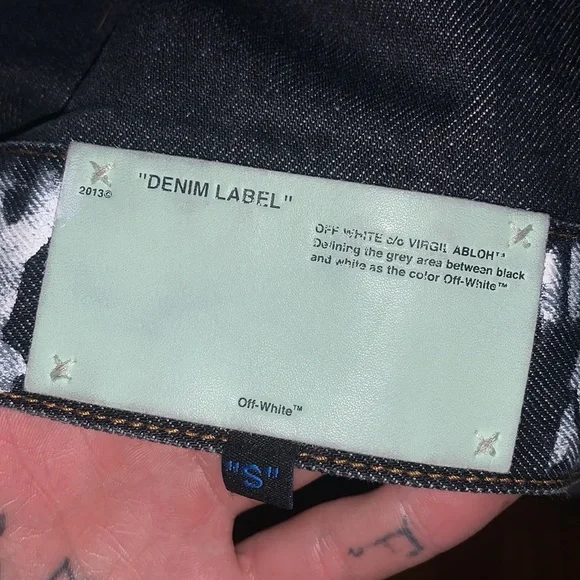 "DENIM LABEL"
2013©
OFF WHITE c/o VIRGIL ABLOH™
Defining the grey area between black
and white as the color Off-White™
Off-White™
"S"